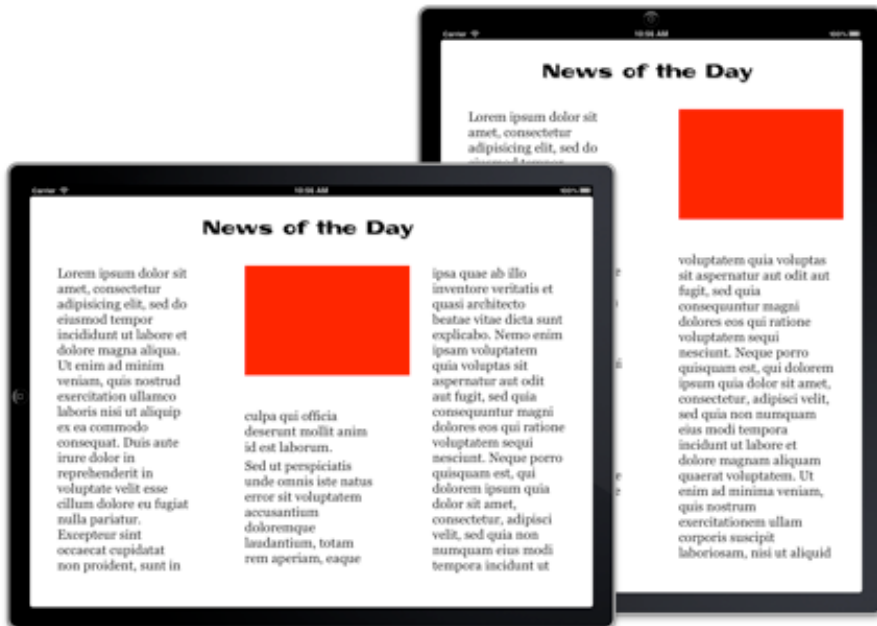 Carrier 10:56 AM 100%
News of the Day
Lorem ipsum dolor sit
amet, consectetur
adipisicing elit, sed do
eiusmod tempor
voluptatem quia voluptas
sit aspernatur aut odit aut
fugit, sed quia
consequuntur magni
dolores eos qui ratione
voluptatem sequi
nesciunt. Neque porro
quisquam est, qui dolorem
ipsum quia dolor sit amet,
consectetur, adipisci velit,
sed quia non numquam
eius modi tempora
incidunt ut labore et
dolore magnam aliquam
quaerat voluptatem. Ut
enim ad minima veniam,
quis nostrum
exercitationem ullam
corporis suscipit
laboriosam, nisi ut aliquid
Carrier 10:56 AM 100%
News of the Day
Lorem ipsum dolor sit
amet, consectetur
adipisicing elit, sed do
eiusmod tempor
incididunt ut labore et
dolore magna aliqua.
Ut enim ad minim
veniam, quis nostrud
exercitation ullamco
laboris nisi ut aliquip
ex ea commodo
consequat. Duis aute
irure dolor in
reprehenderit in
voluptate velit esse
cillum dolore eu fugiat
nulla pariatur.
Excepteur sint
occaecat cupidatat
non proident, sunt in
culpa qui officia
deserunt mollit anim
id est laborum.
Sed ut perspiciatis
unde omnis iste natus
error sit voluptatem
accusantium
doloremque
laudantium, totam
rem aperiam, eaque
ipsa quae ab illo
inventore veritatis et
quasi architecto
beatae vitae dicta sunt
explicabo. Nemo enim
ipsam voluptatem
quia voluptas sit
aspernatur aut odit
aut fugit, sed quia
consequuntur magni
dolores eos qui ratione
voluptatem sequi
nesciunt. Neque porro
quisquam est, qui
dolorem ipsum quia
dolor sit amet,
consectetur, adipisci
velit, sed quia non
numquam eius modi
tempora incidunt ut